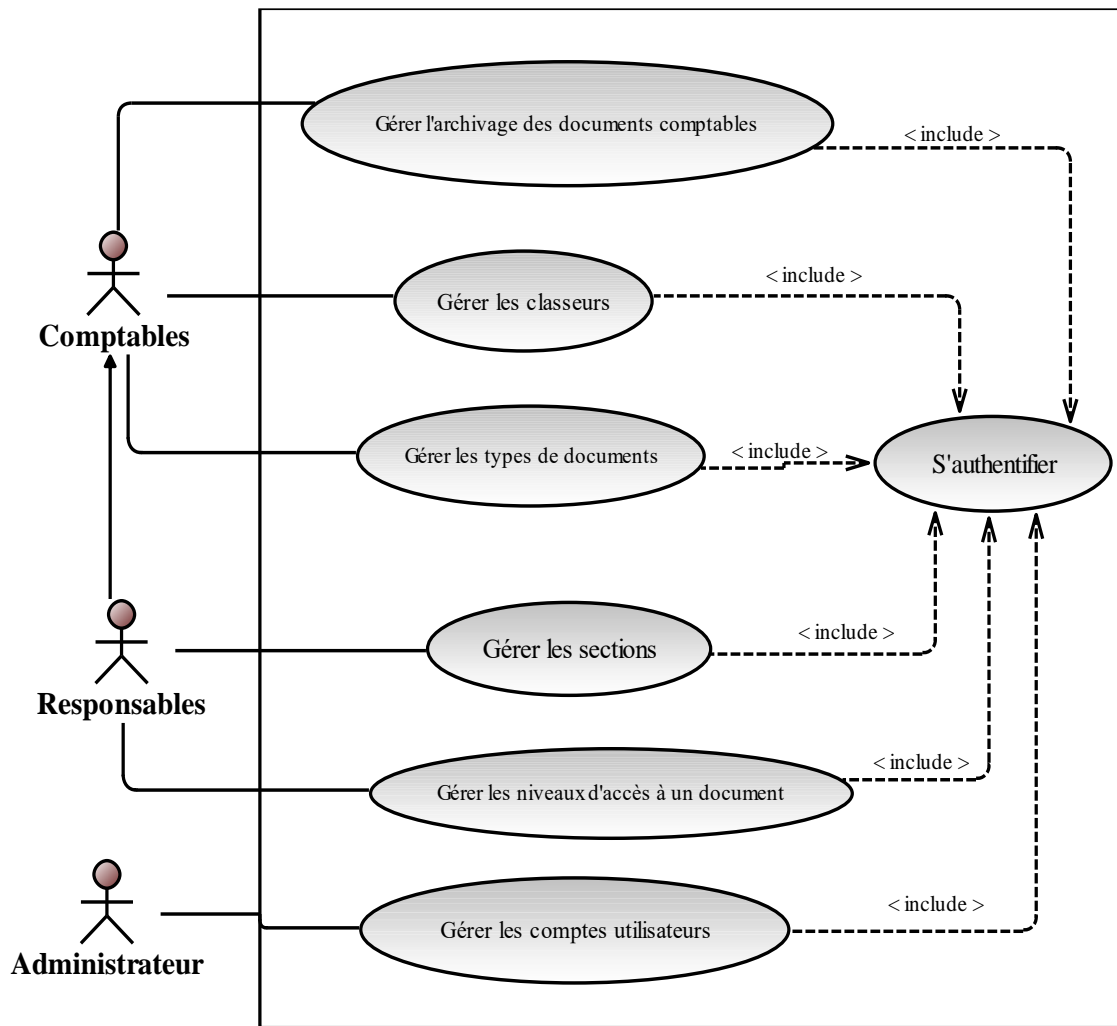 Gérer l'archivage des documents comptables
< include >
< include >
Gérer les classeurs
Comptables
< include >
Gérer les types de documents
S'authentifier
< include >
Gérer les sections
Responsables
< include >
Gérer les niveaux d'accès à un document
< include >
Gérer les comptes utilisateurs
Administrateur